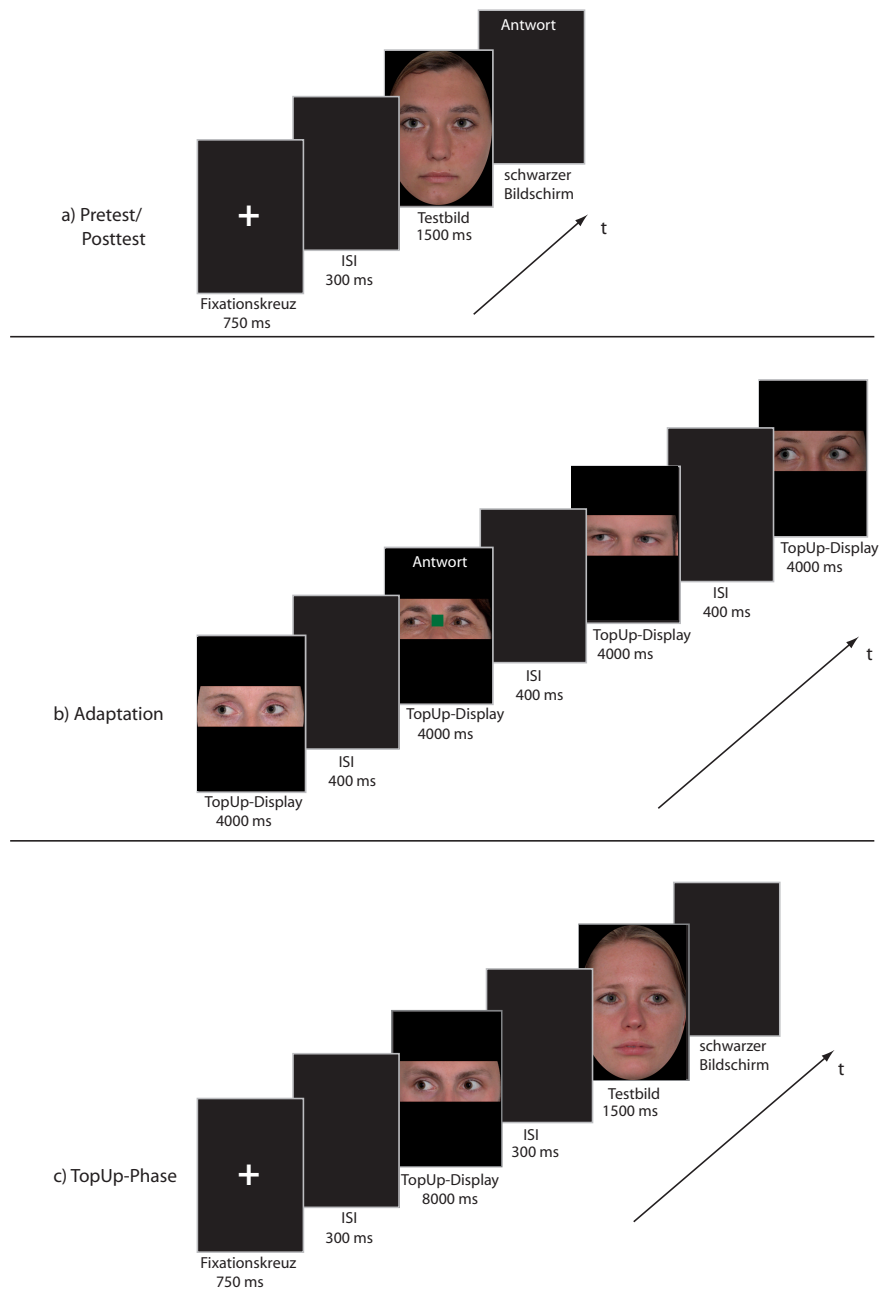 Antwort
schwarzer
Bildschirm
a) Pretest/
Posttest
Testbild
1500 ms
t
ISI
300 ms
Fixationskreuz
750 ms
TopUp-Display
4000 ms
Antwort
ISI
400 ms
TopUp-Display
4000 ms
t
ISI
400 ms
b) Adaptation
TopUp-Display
4000 ms
ISI
400 ms
TopUp-Display
4000 ms
schwarzer
Bildschirm
t
Testbild
1500 ms
ISI
300 ms
c) TopUp-Phase
TopUp-Display
8000 ms
ISI
300 ms
Fixationskreuz
750 ms